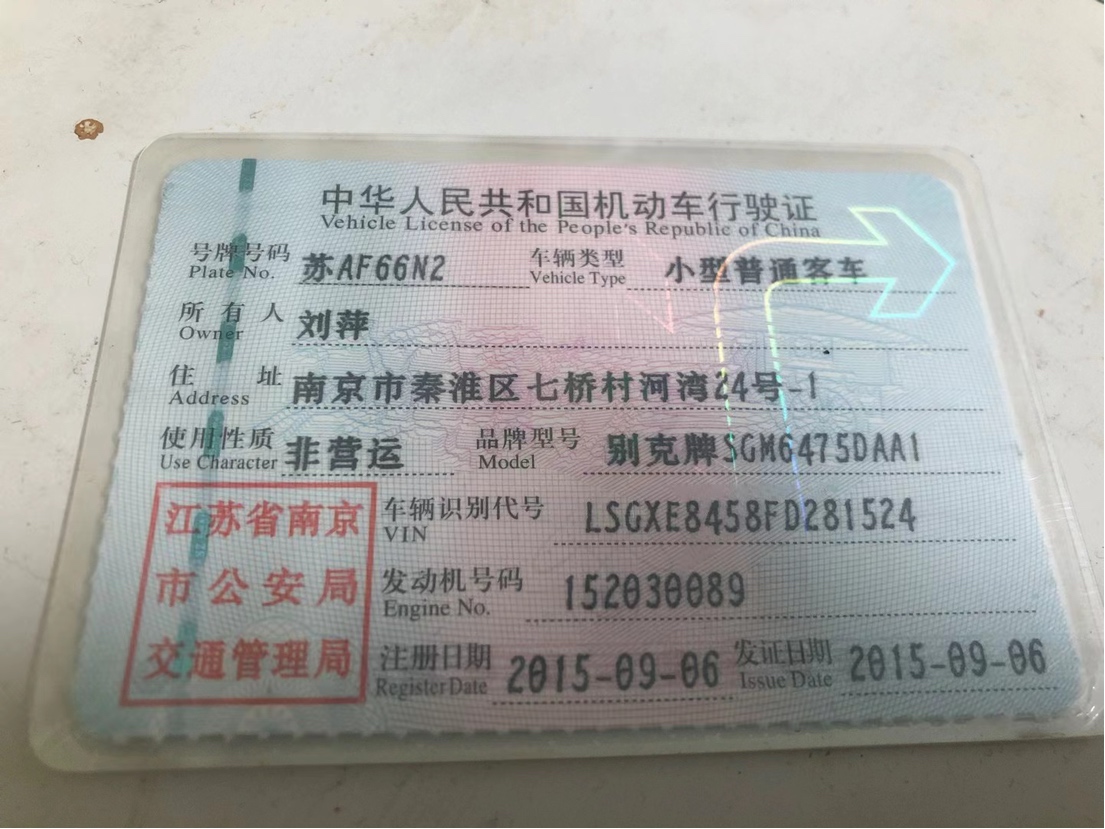 中华人民共和国机动车行驶证
Vehicle License of the People's Republic of China
号牌号码 苏AF66N2 车辆类型 小型普通客车
Plate No. Vehicle Type
所有人 刘萍
Owner
住址 南京市秦淮区七桥村河湾24号-1
Address
使用性质 非营运 品牌型号 别克牌SGM6475DAA1
Use Character Model
江苏省南京
市公安局
交通管理局
车辆识别代号 LSGXE8458FD281524
VIN
发动机号码 152030089
Engine No.
注册日期 2015-09-06 发证日期 2015-09-06
Register Date Issue Date